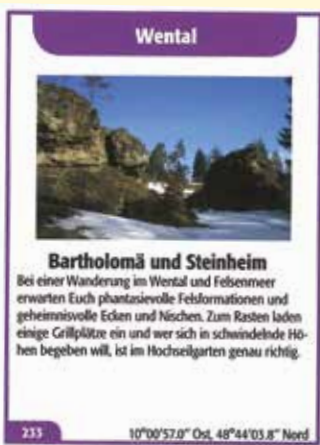 Wental
Bartholomä und Steinheim
Bei einer Wanderung im Wental und Felsenmeer
erwarten Euch phantasievolle Felsformationen und
geheimnisvolle Ecken und Nischen. Zum Rasten laden
einige Grillplätze ein und wer sich in schwindelnde Hö-
hen begeben will, ist im Hochseilgarten genau richtig.
233
10°00'57.0" Ost, 48°44'03.8" Nord